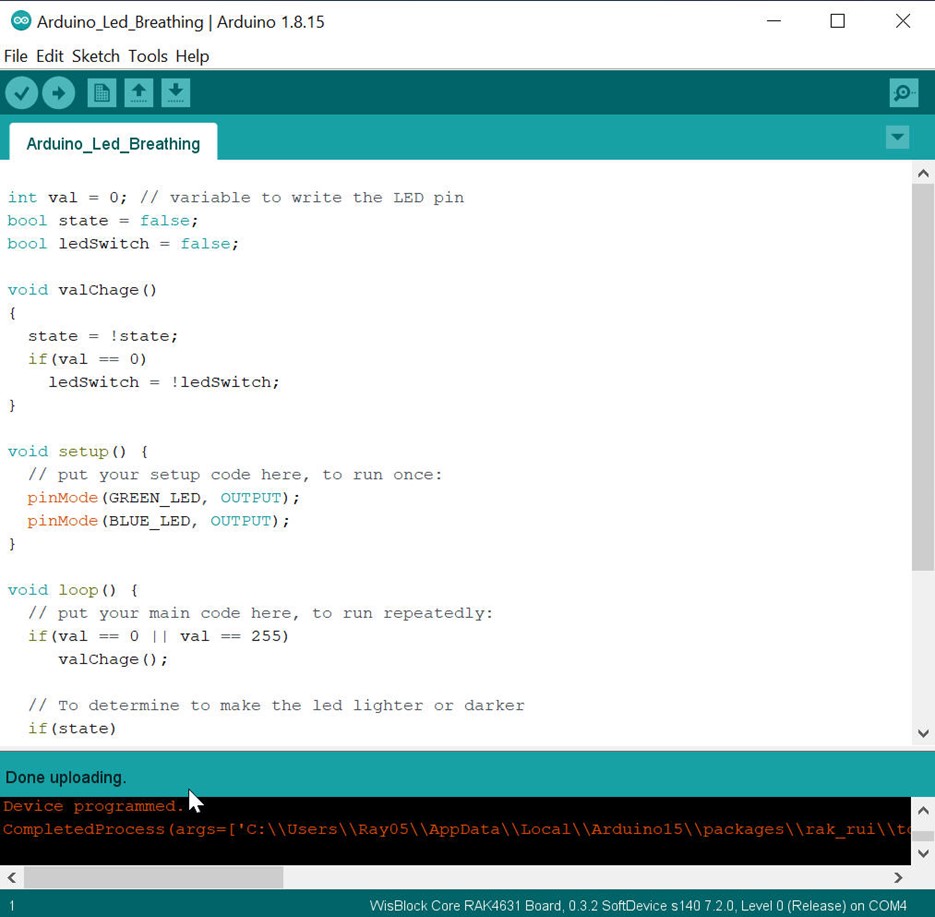 Arduino_Led_Breathing | Arduino 1.8.15
File Edit Sketch Tools Help
Arduino_Led_Breathing
int val = 0; // variable to write the LED pin
bool state = false;
bool ledSwitch = false;
void valChage()
{
state = !state;
if(val == 0)
ledSwitch = !ledSwitch;
}
void setup() {
// put your setup code here, to run once:
pinMode(GREEN_LED, OUTPUT);
pinMode(BLUE_LED, OUTPUT);
}
void loop() {
// put your main code here, to run repeatedly:
if(val == 0 || val == 255)
valChage();
// To determine to make the led lighter or darker
if(state)
Done uploading.
Device programmed.
CompletedProcess(args=['C:\\Users\\Ray05\\AppData\\Local\\Arduino15\\packages\\rak_rui\\to
1
WisBlock Core RAK4631 Board, 0.3.2 SoftDevice s140 7.2.0, Level 0 (Release) on COM4